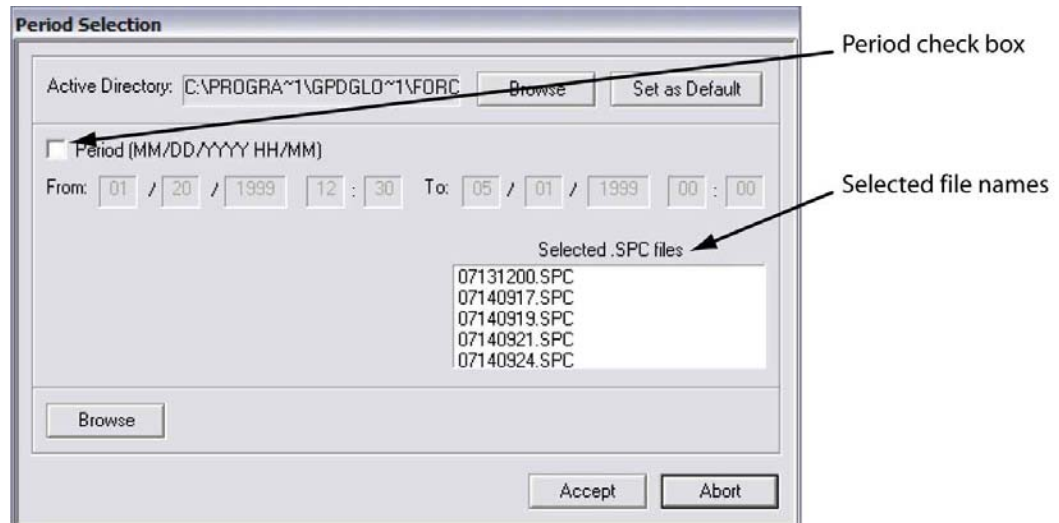 Period Selection
Period check box
Active Directory: C:\PROGRA~1\GPDGLO~1\FORC Browse Set as Default
Period (MM/DD/YYYY HH/MM)
From: 01 / 20 / 1999 12 : 30 To: 05 / 01 / 1999 00 : 00
Selected file names
Selected .SPC files
07131200.SPC
07140917.SPC
07140919.SPC
07140921.SPC
07140924.SPC
Browse
Accept Abort